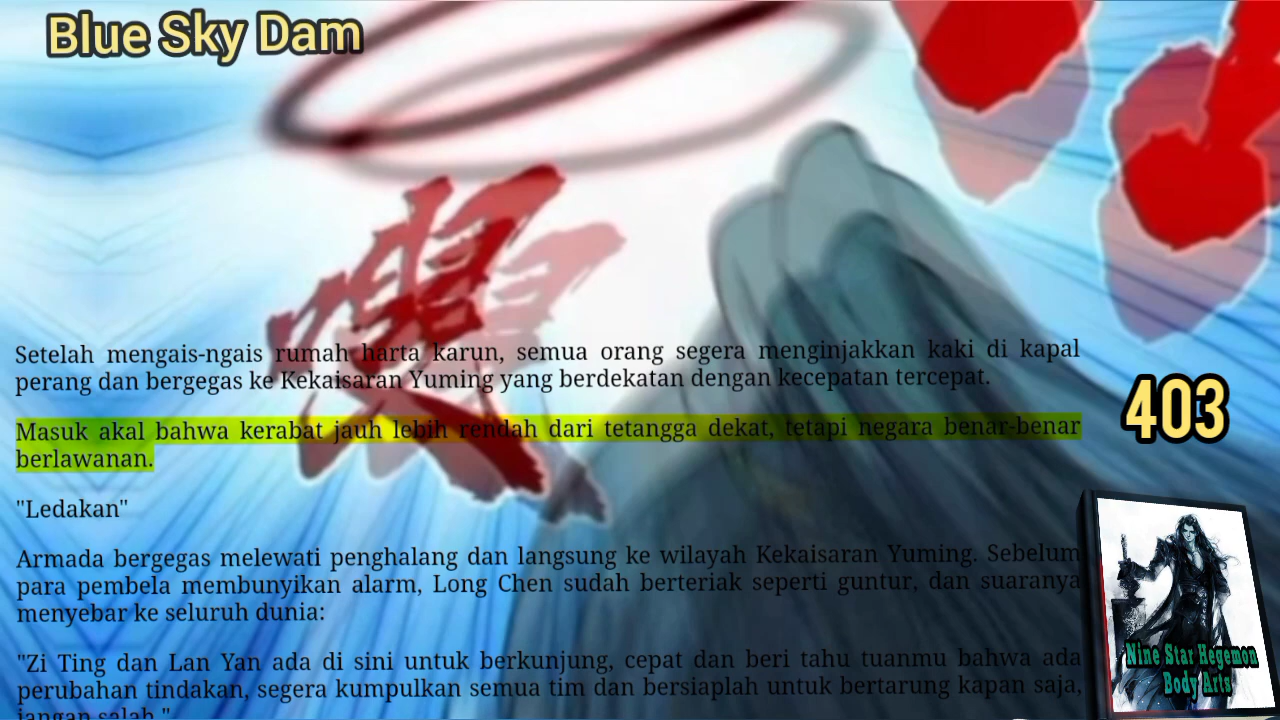 Blue Sky Dam
嘿
Setelah mengais-ngais rumah harta karun, semua orang segera menginjakkan kaki di kapal
perang dan bergegas ke Kekaisaran Yuming yang berdekatan dengan kecepatan tercepat.
Masuk akal bahwa kerabat jauh lebih rendah dari tetangga dekat, tetapi negara benar-benar
berlawanan.
"Ledakan"
Armada bergegas melewati penghalang dan langsung ke wilayah Kekaisaran Yuming. Sebelum
para pembela membunyikan alarm, Long Chen sudah berteriak seperti guntur, dan suaranya
menyebar ke seluruh dunia:
"Zi Ting dan Lan Yan ada di sini untuk berkunjung, cepat dan beri tahu tuanmu bahwa ada
perubahan tindakan, segera kumpulkan semua tim dan bersiaplah untuk bertarung kapan saja,
jangan salah."
403
Nine Star Hegemon
Body Arts